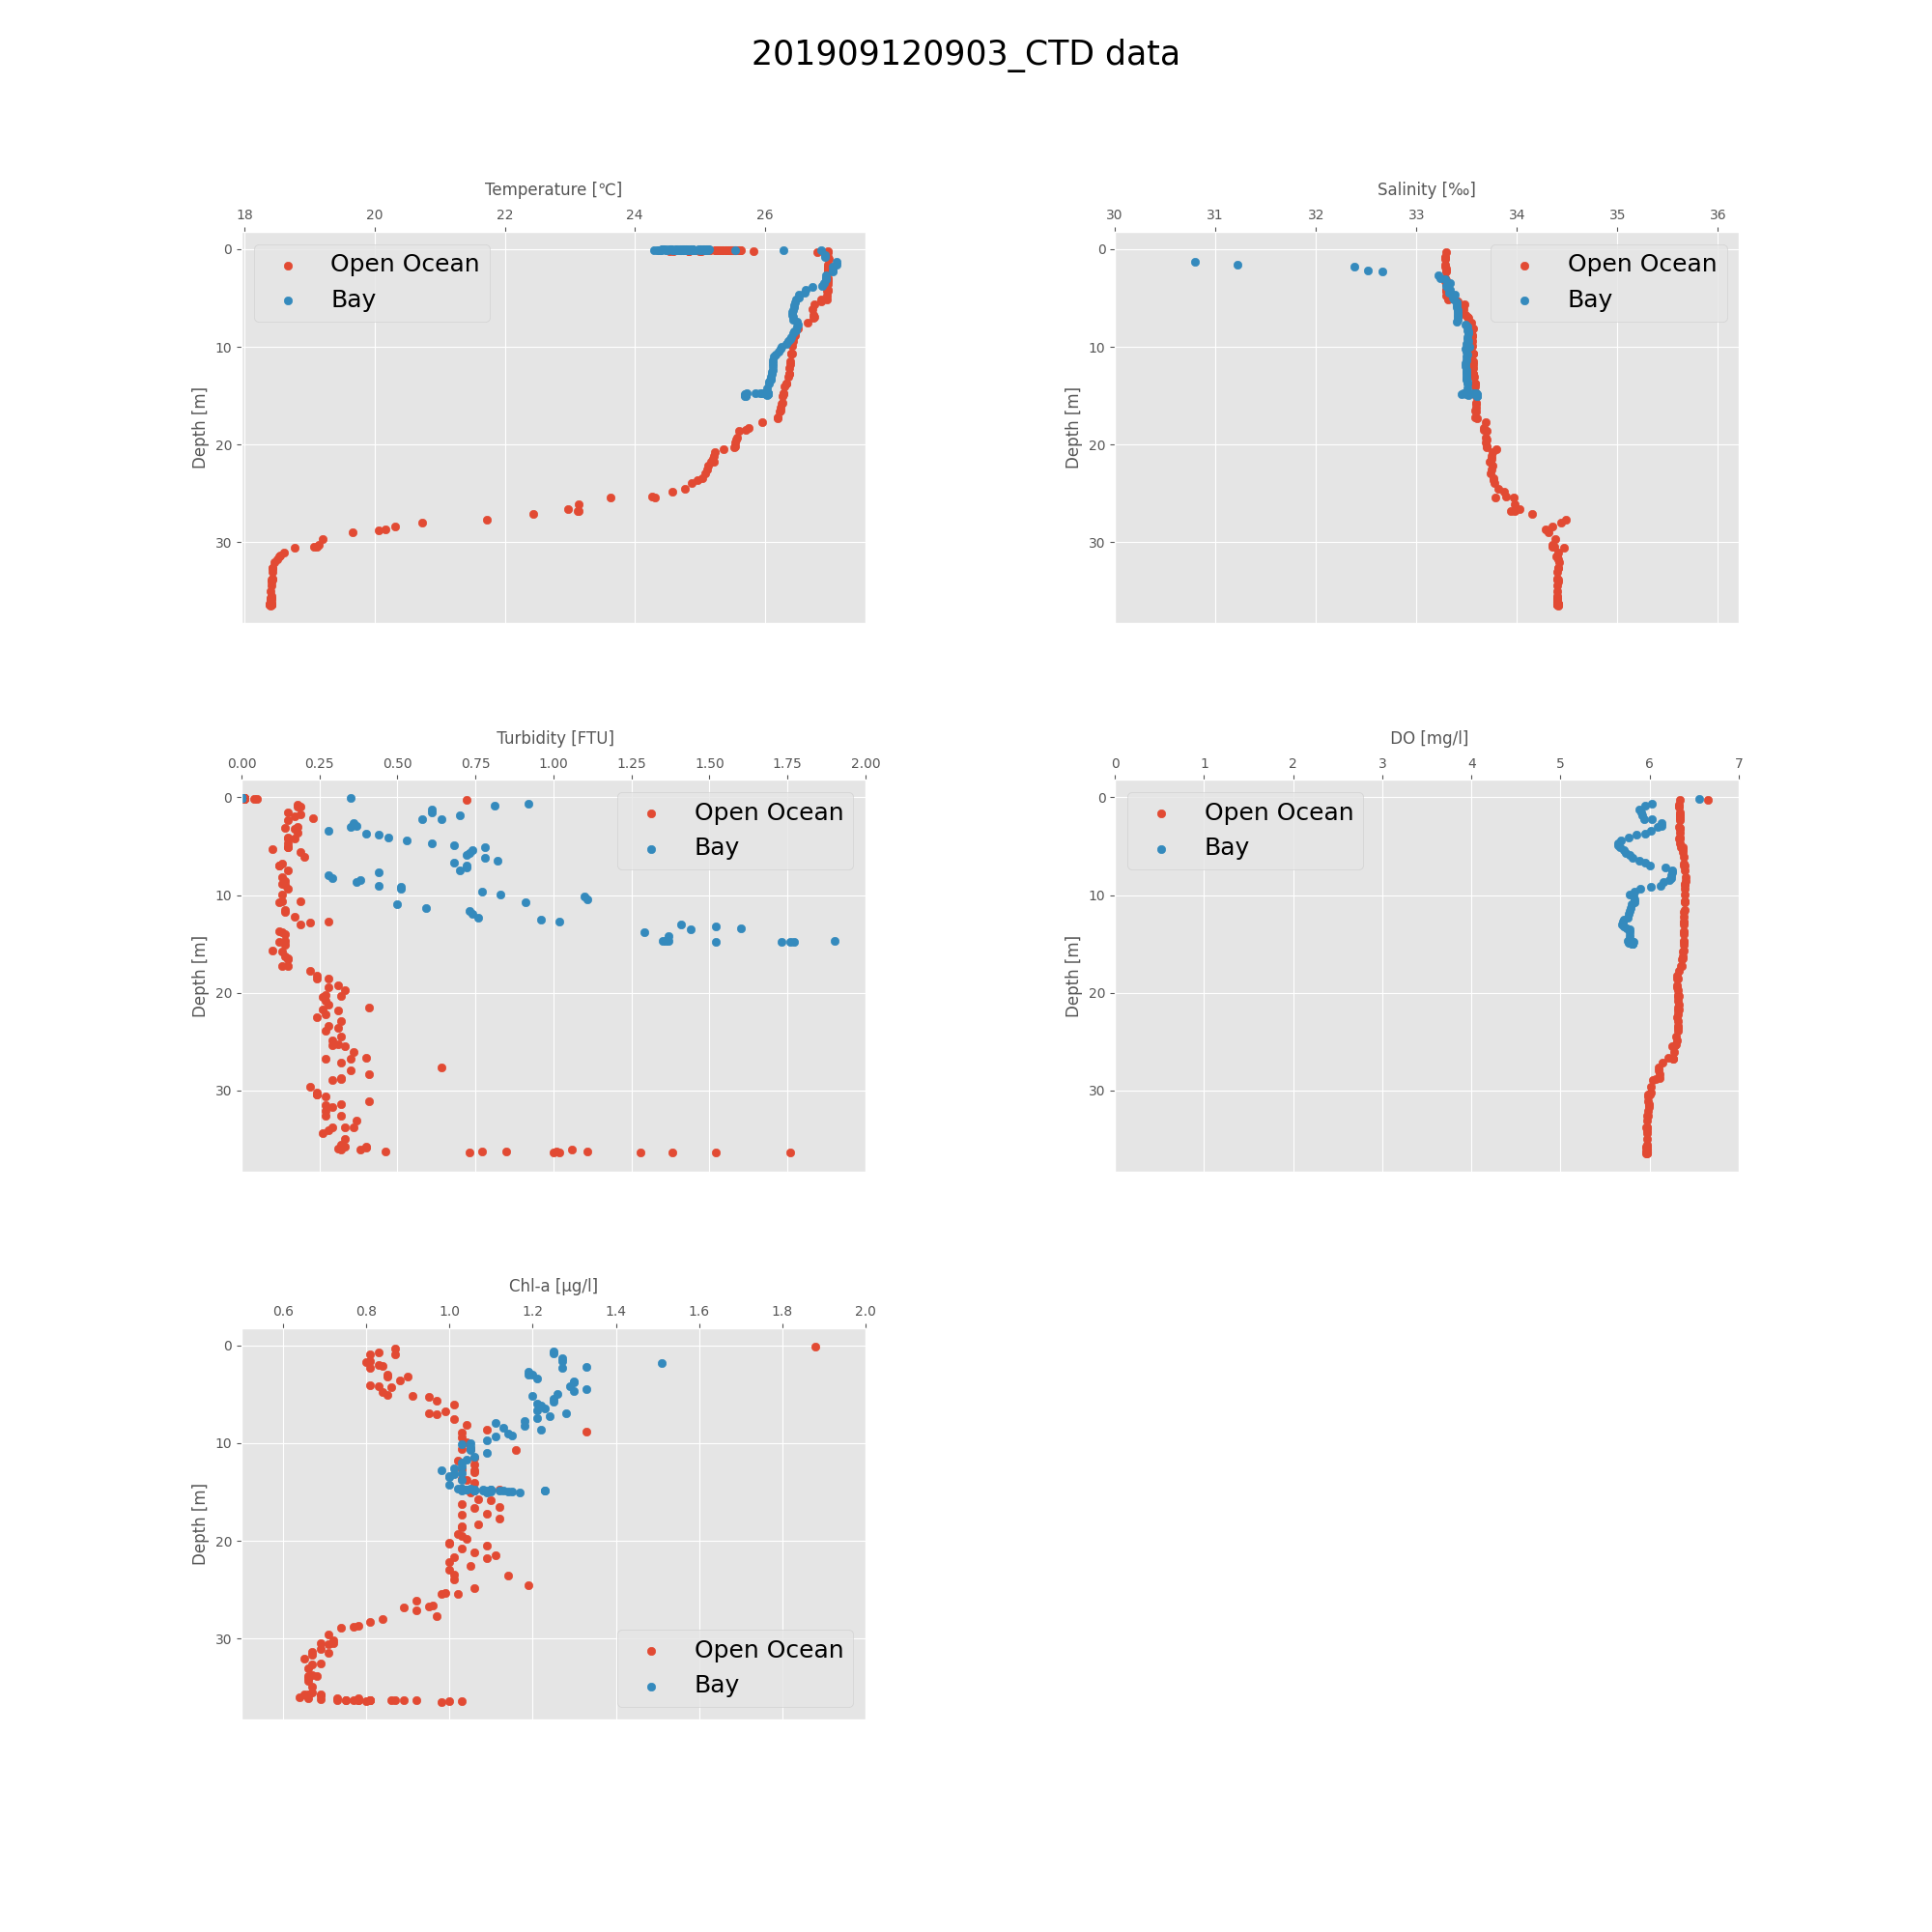 201909120903_CTD data
Temperature [℃]
18 20 22 24 26
0
10
20
30
Depth [m]
Open Ocean
Bay
Salinity [‰]
30 31 32 33 34 35 36
0
10
20
30
Depth [m]
Open Ocean
Bay
Turbidity [FTU]
0.00 0.25 0.50 0.75 1.00 1.25 1.50 1.75 2.00
0
10
20
30
Depth [m]
Open Ocean
Bay
DO [mg/l]
0 1 2 3 4 5 6 7
0
10
20
30
Depth [m]
Open Ocean
Bay
Chl-a [μg/l]
0.6 0.8 1.0 1.2 1.4 1.6 1.8 2.0
0
10
20
30
Depth [m]
Open Ocean
Bay